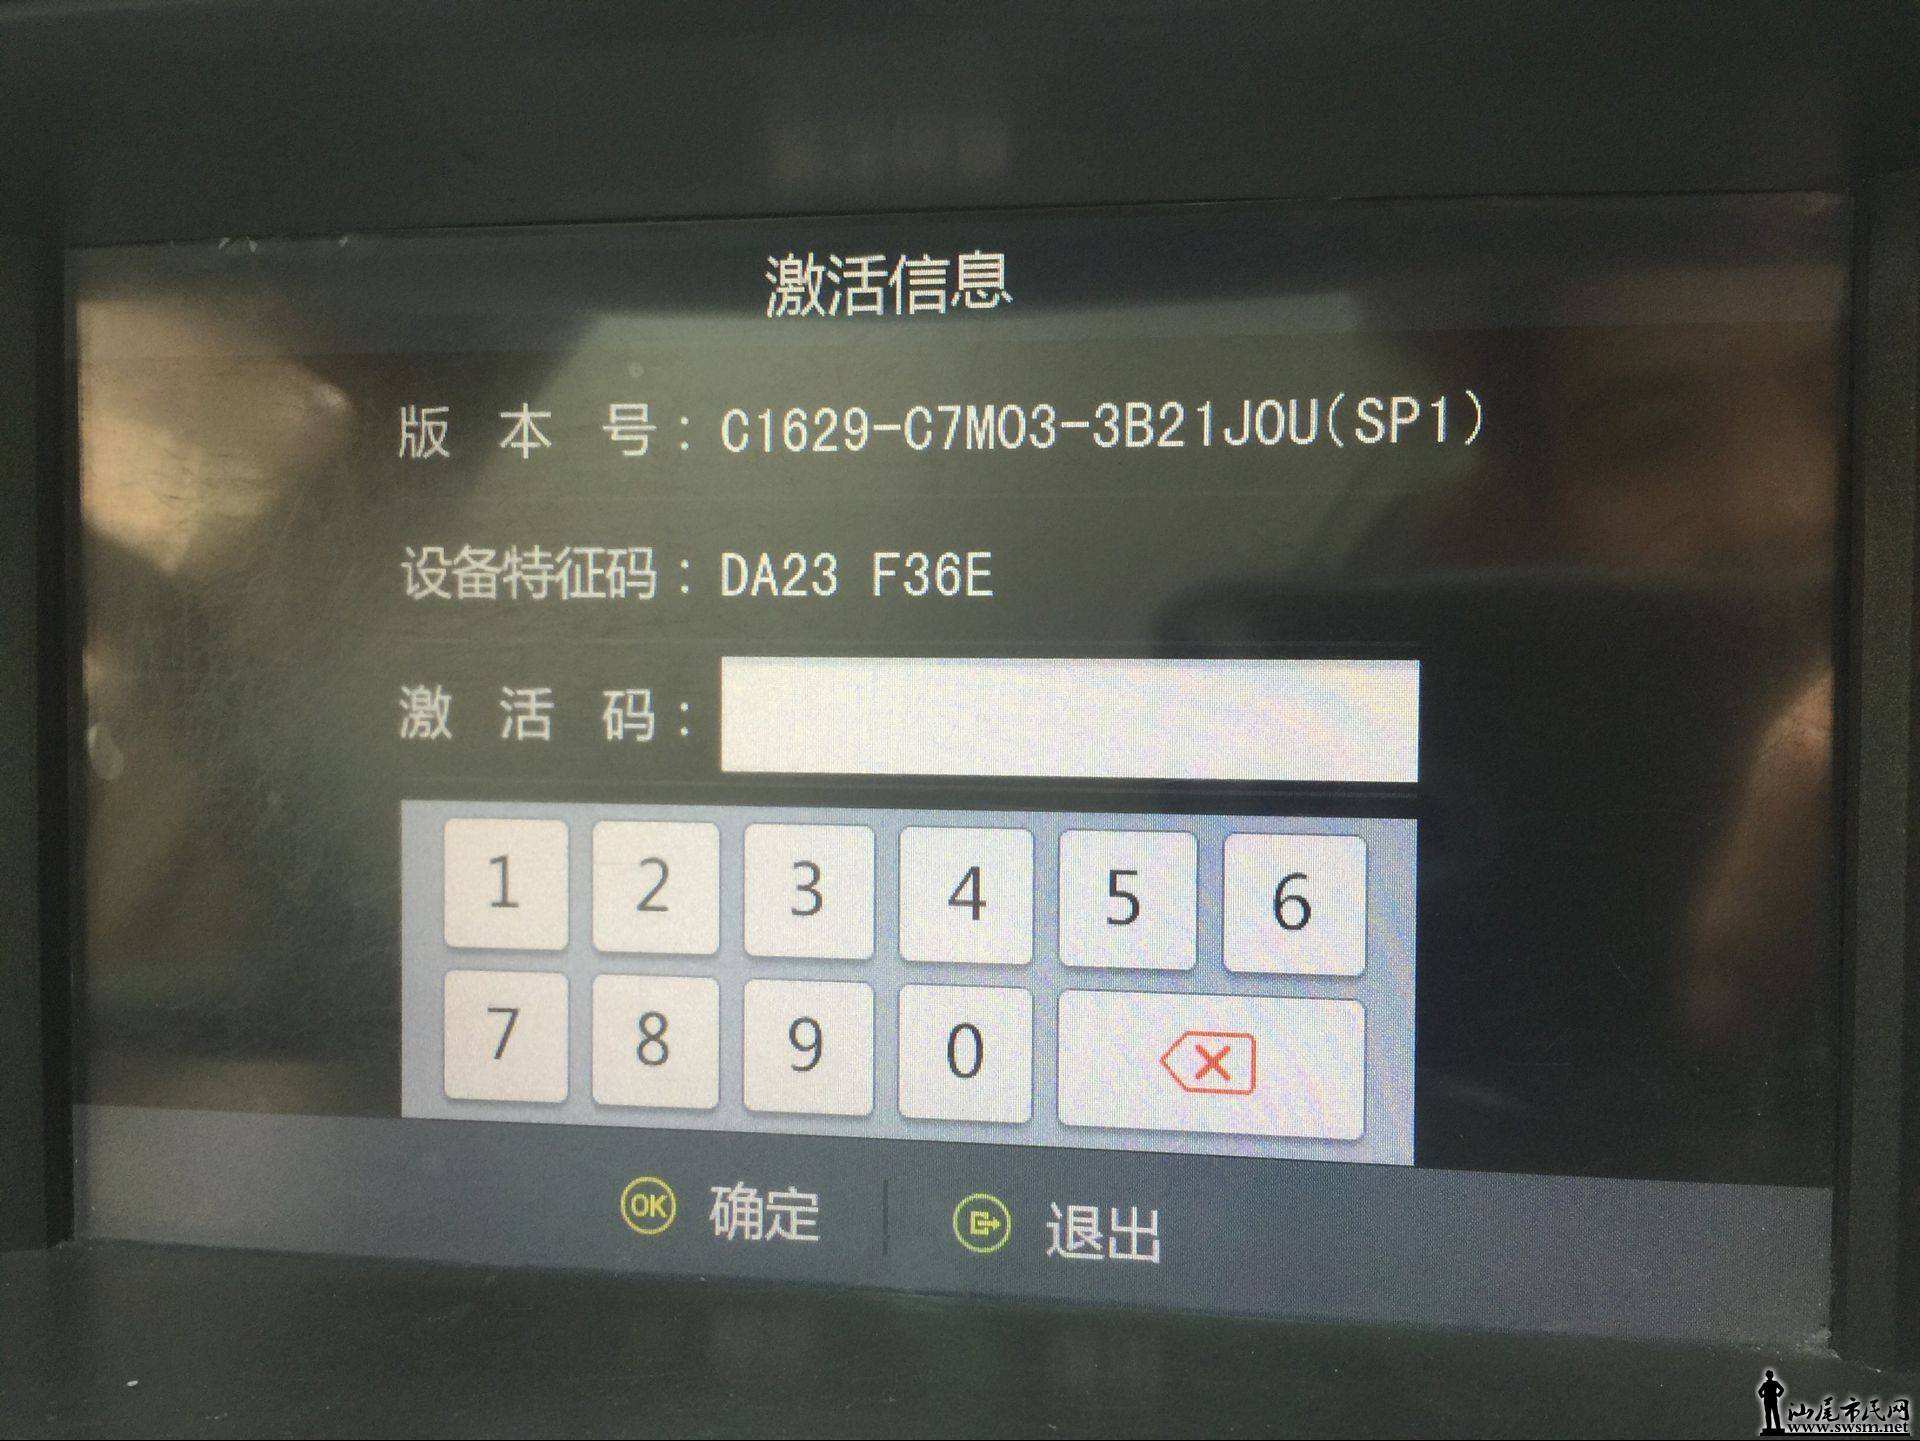 激活信息
版 本 号：C1629-C7M03-3B21J0U(SP1)
设备特征码：DA23 F36E
激 活 码：
1 2 3 4 5 6
7 8 9 0
OK 确定 退出
汕尾市民网
www.swsm.net